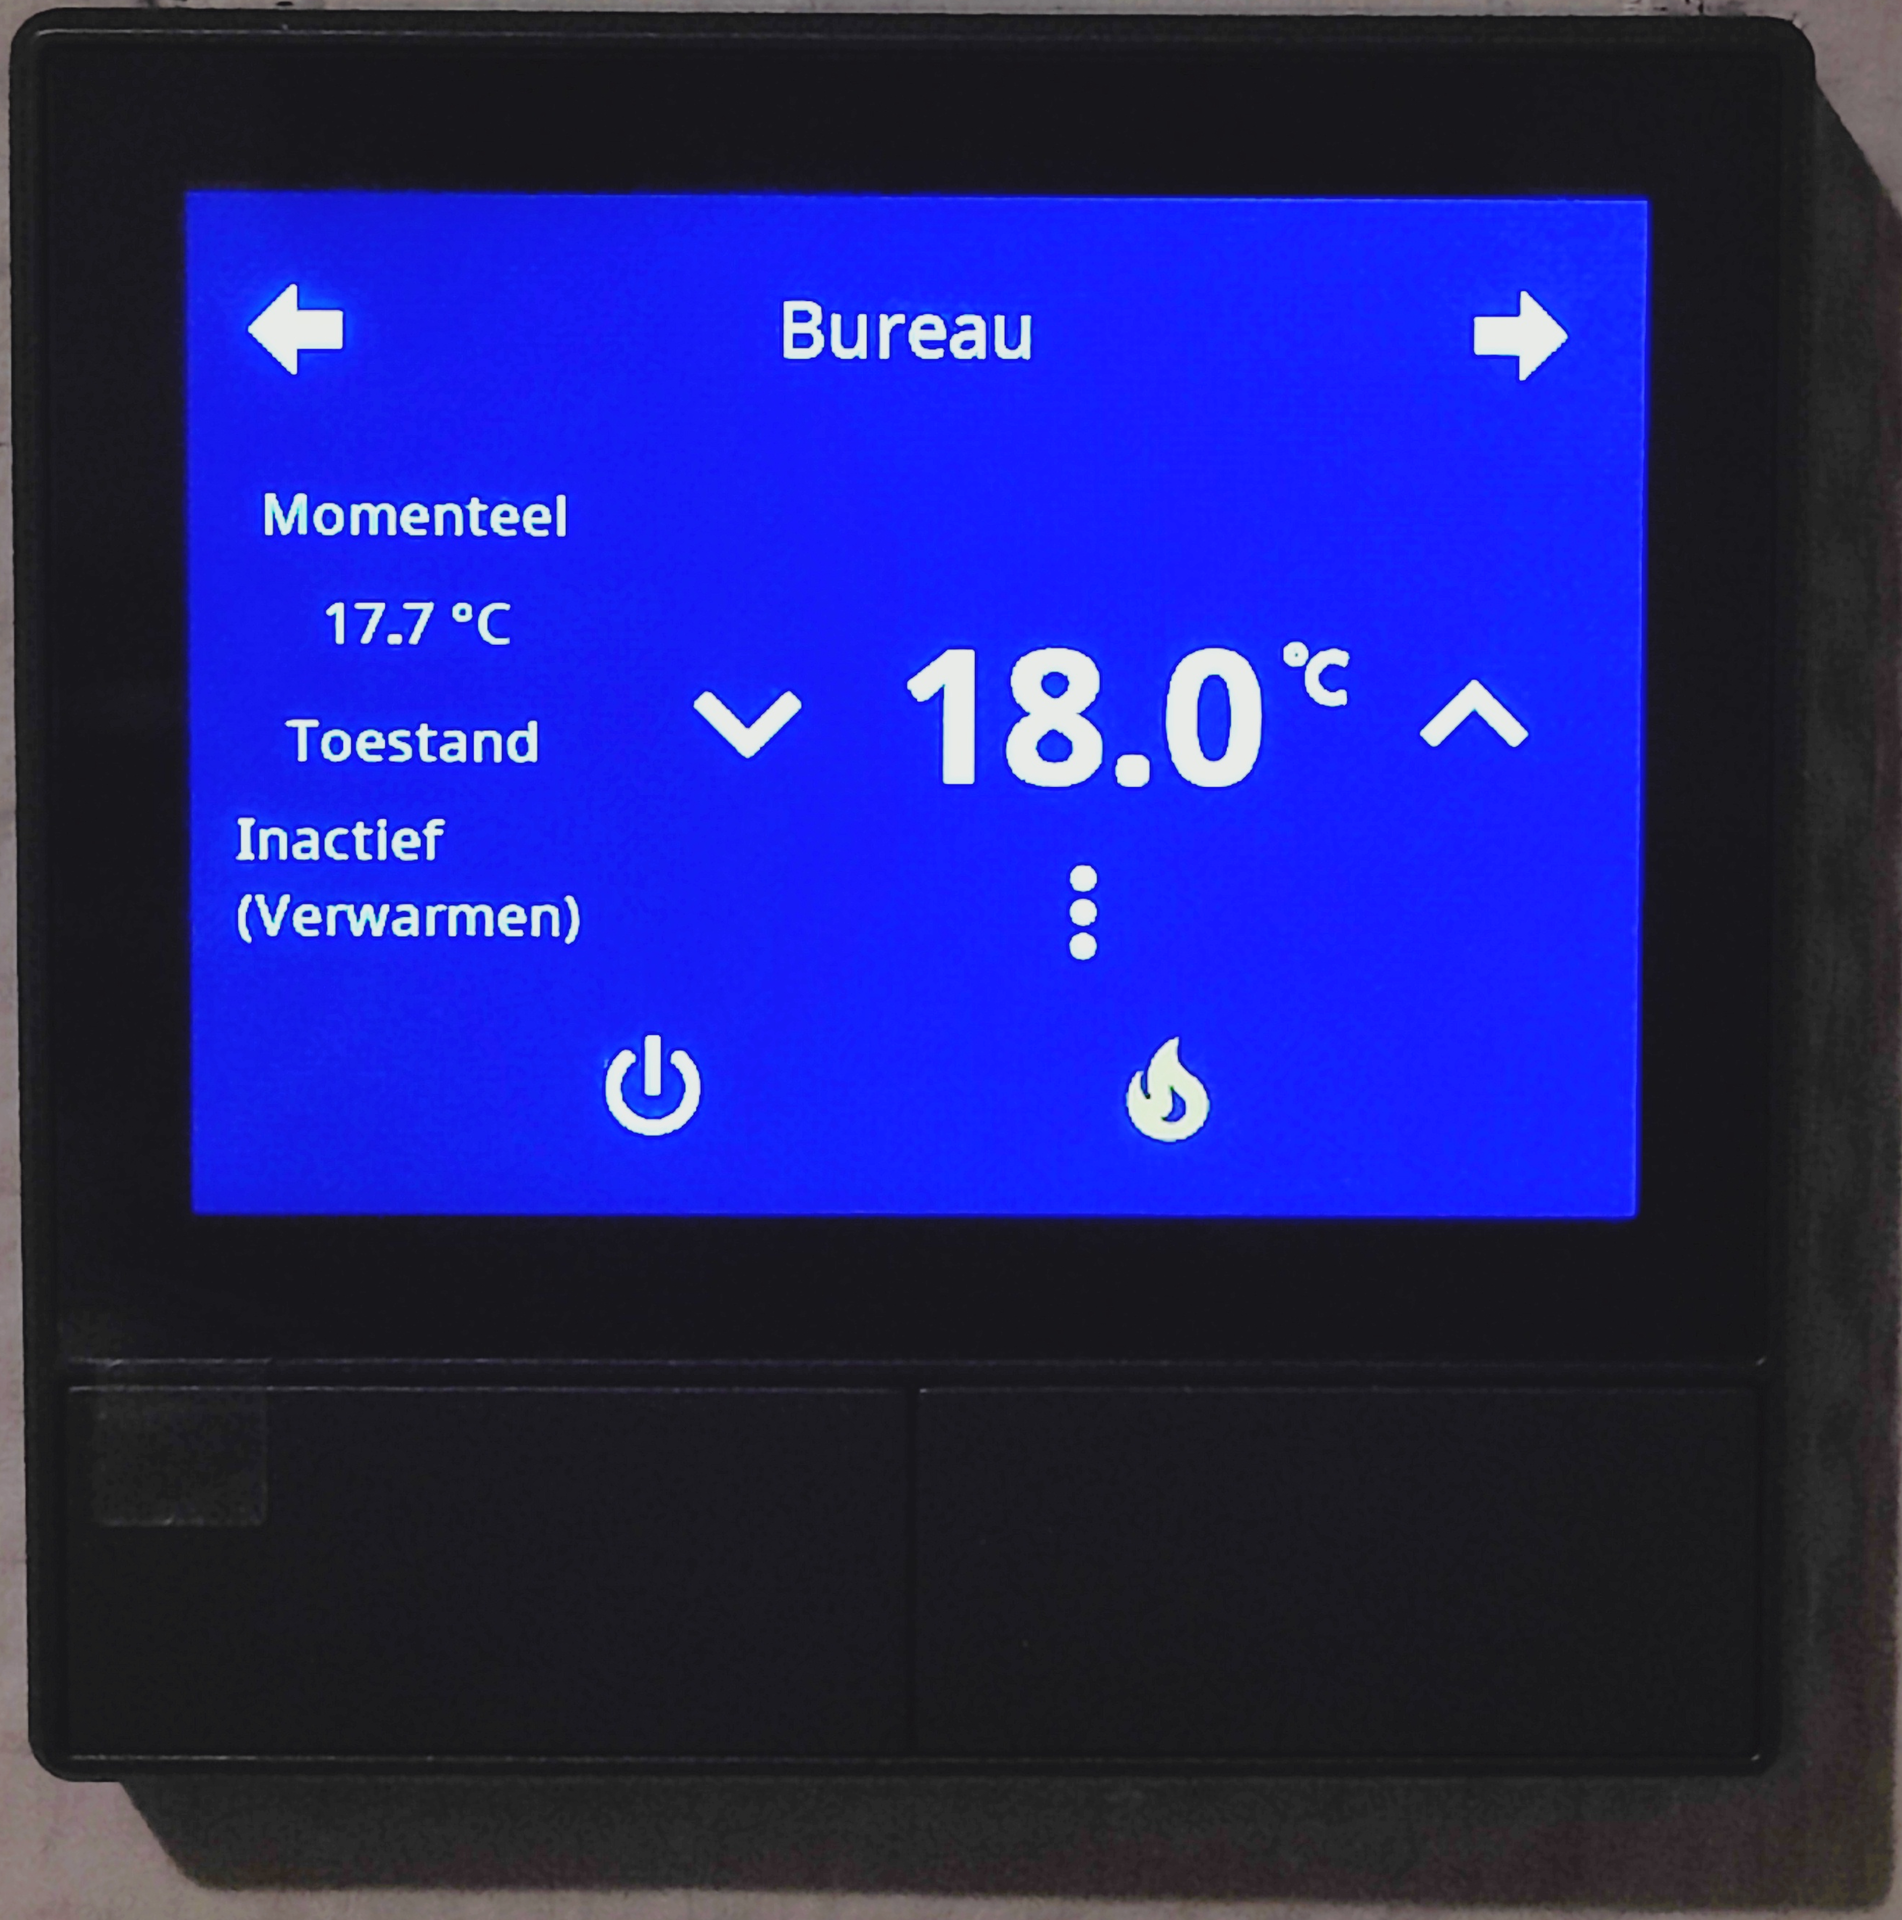 Bureau
Momenteel
17.7 °C
Toestand
Inactief
(Verwarmen)
18.0 °C